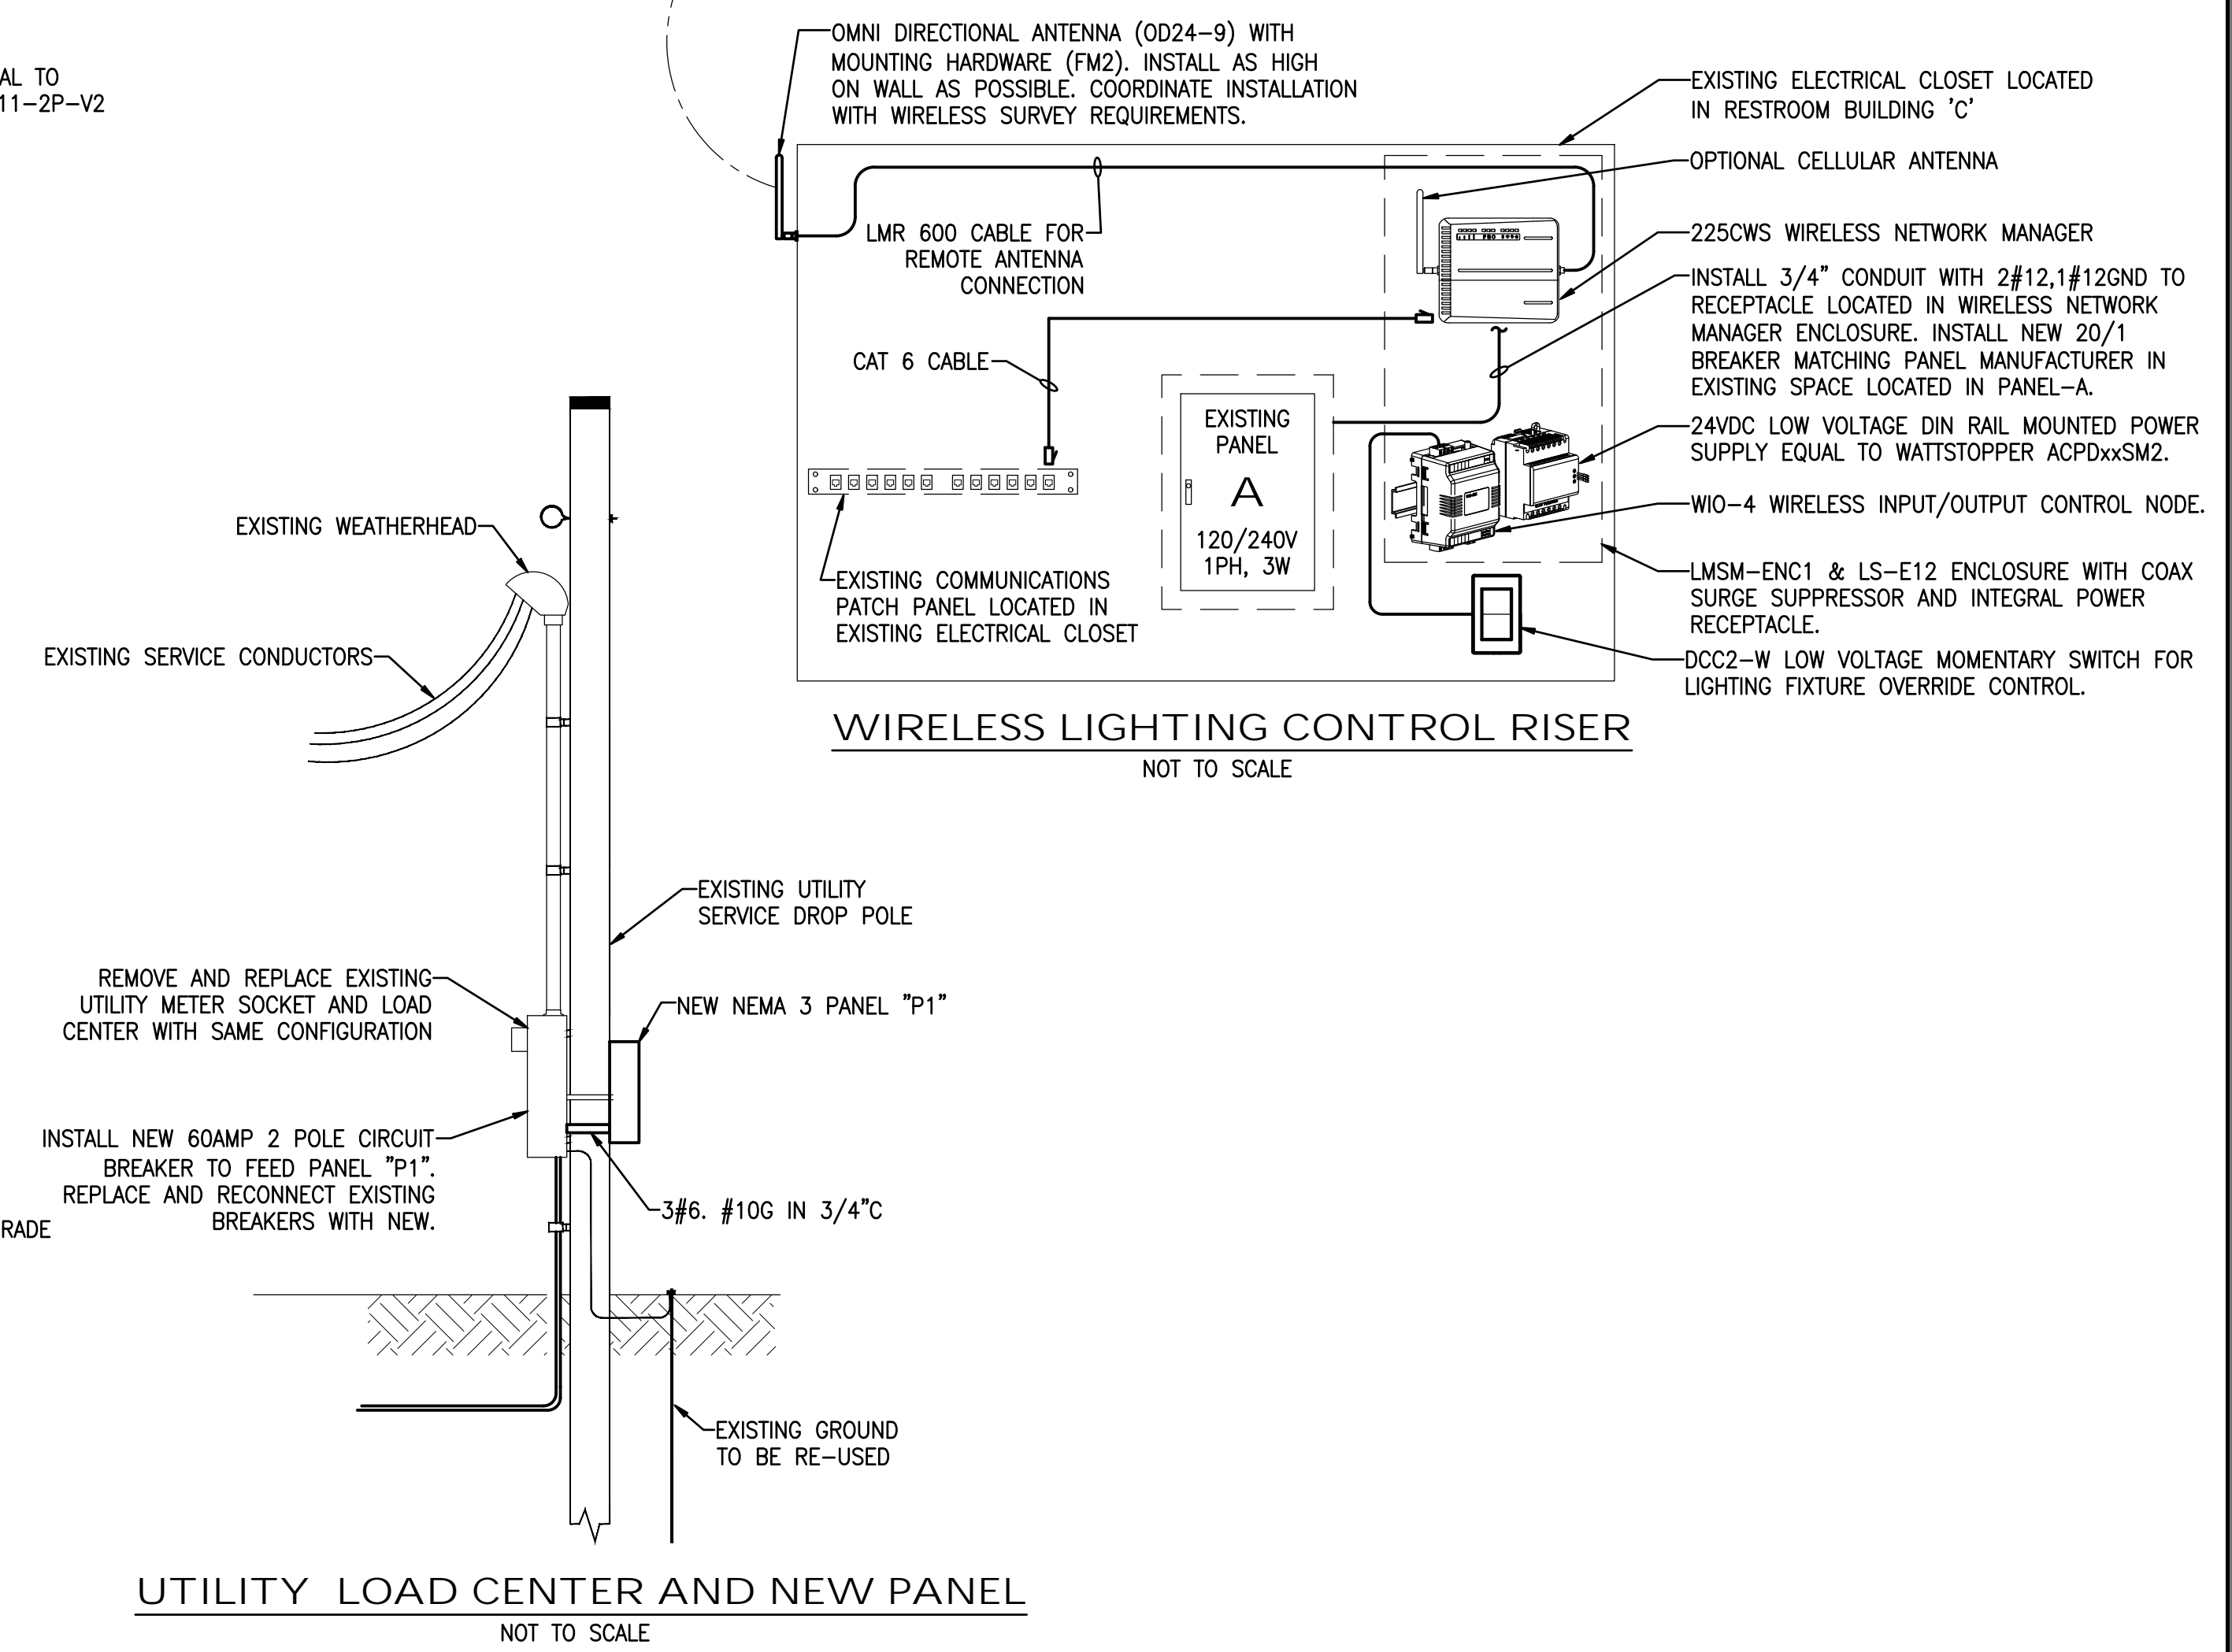 AL TO
11-2P-V2
OMNI DIRECTIONAL ANTENNA (OD24-9) WITH
MOUNTING HARDWARE (FM2). INSTALL AS HIGH
ON WALL AS POSSIBLE. COORDINATE INSTALLATION
WITH WIRELESS SURVEY REQUIREMENTS.
EXISTING ELECTRICAL CLOSET LOCATED
IN RESTROOM BUILDING 'C'
OPTIONAL CELLULAR ANTENNA
LMR 600 CABLE FOR
REMOTE ANTENNA
CONNECTION
225CWS WIRELESS NETWORK MANAGER
INSTALL 3/4" CONDUIT WITH 2#12,1#12GND TO
RECEPTACLE LOCATED IN WIRELESS NETWORK
MANAGER ENCLOSURE. INSTALL NEW 20/1
BREAKER MATCHING PANEL MANUFACTURER IN
EXISTING SPACE LOCATED IN PANEL-A.
CAT 6 CABLE
EXISTING
PANEL
A
120/240V
1PH, 3W
24VDC LOW VOLTAGE DIN RAIL MOUNTED POWER
SUPPLY EQUAL TO WATTSTOPPER ACPDxxSM2.
WIO-4 WIRELESS INPUT/OUTPUT CONTROL NODE.
EXISTING COMMUNICATIONS
PATCH PANEL LOCATED IN
EXISTING ELECTRICAL CLOSET
LMSM-ENC1 & LS-E12 ENCLOSURE WITH COAX
SURGE SUPPRESSOR AND INTEGRAL POWER
RECEPTACLE.
DCC2-W LOW VOLTAGE MOMENTARY SWITCH FOR
LIGHTING FIXTURE OVERRIDE CONTROL.
WIRELESS LIGHTING CONTROL RISER
NOT TO SCALE
EXISTING WEATHERHEAD
EXISTING SERVICE CONDUCTORS
EXISTING UTILITY
SERVICE DROP POLE
REMOVE AND REPLACE EXISTING
UTILITY METER SOCKET AND LOAD
CENTER WITH SAME CONFIGURATION
NEW NEMA 3 PANEL "P1"
INSTALL NEW 60AMP 2 POLE CIRCUIT
BREAKER TO FEED PANEL "P1".
REPLACE AND RECONNECT EXISTING
BREAKERS WITH NEW.
3#6. #10G IN 3/4"C
RADE
EXISTING GROUND
TO BE RE-USED
UTILITY LOAD CENTER AND NEW PANEL
NOT TO SCALE